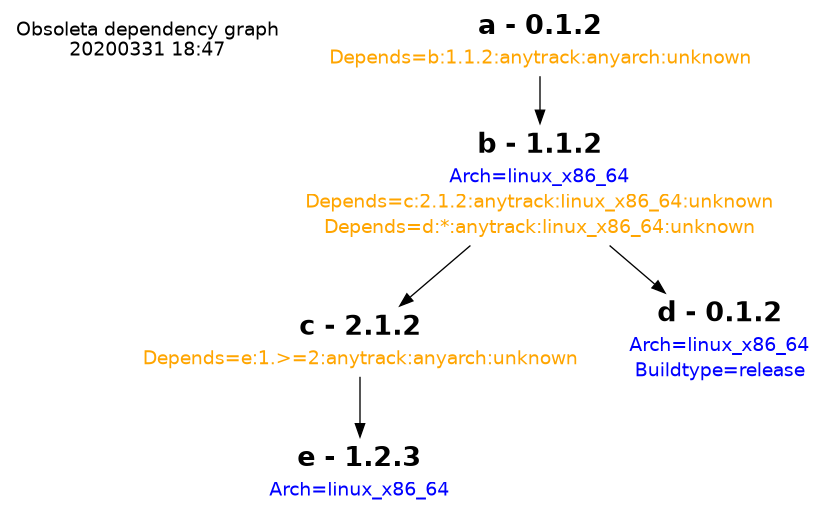 Obsoleta dependency graph
20200331 18:47
a - 0.1.2
Depends=b:1.1.2:anytrack:anyarch:unknown
b - 1.1.2
Arch=linux_x86_64
Depends=c:2.1.2:anytrack:linux_x86_64:unknown
Depends=d:*:anytrack:linux_x86_64:unknown
c - 2.1.2
Depends=e:1.>=2:anytrack:anyarch:unknown
d - 0.1.2
Arch=linux_x86_64
Buildtype=release
e - 1.2.3
Arch=linux_x86_64